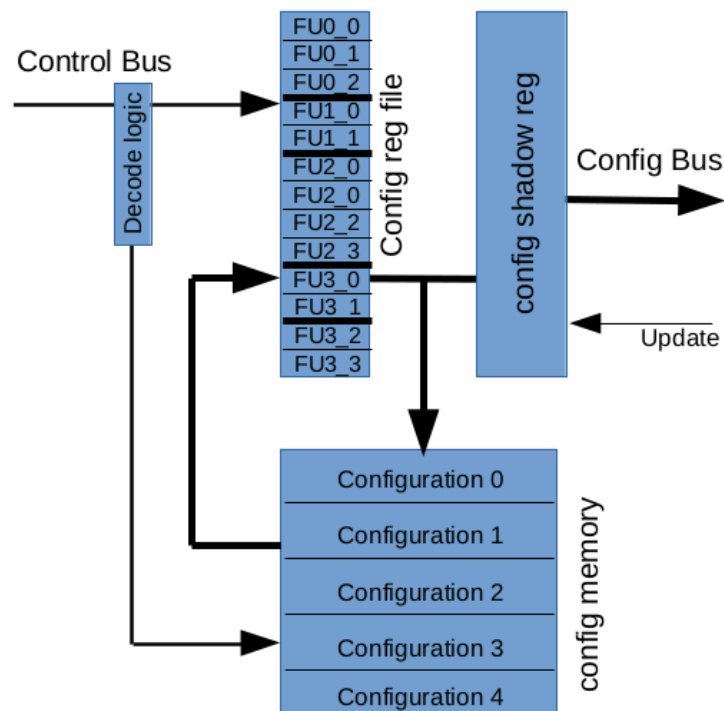 FU0_0
FU0_1
FU0_2
FU1_0
FU1_1
FU2_0
FU2_0
FU2_2
FU2_3
FU3_0
FU3_1
FU3_2
FU3_3
Control Bus
Decode logic
Config reg file
config shadow reg
Config Bus
Update
Configuration 0
Configuration 1
Configuration 2
Configuration 3
Configuration 4
config memory